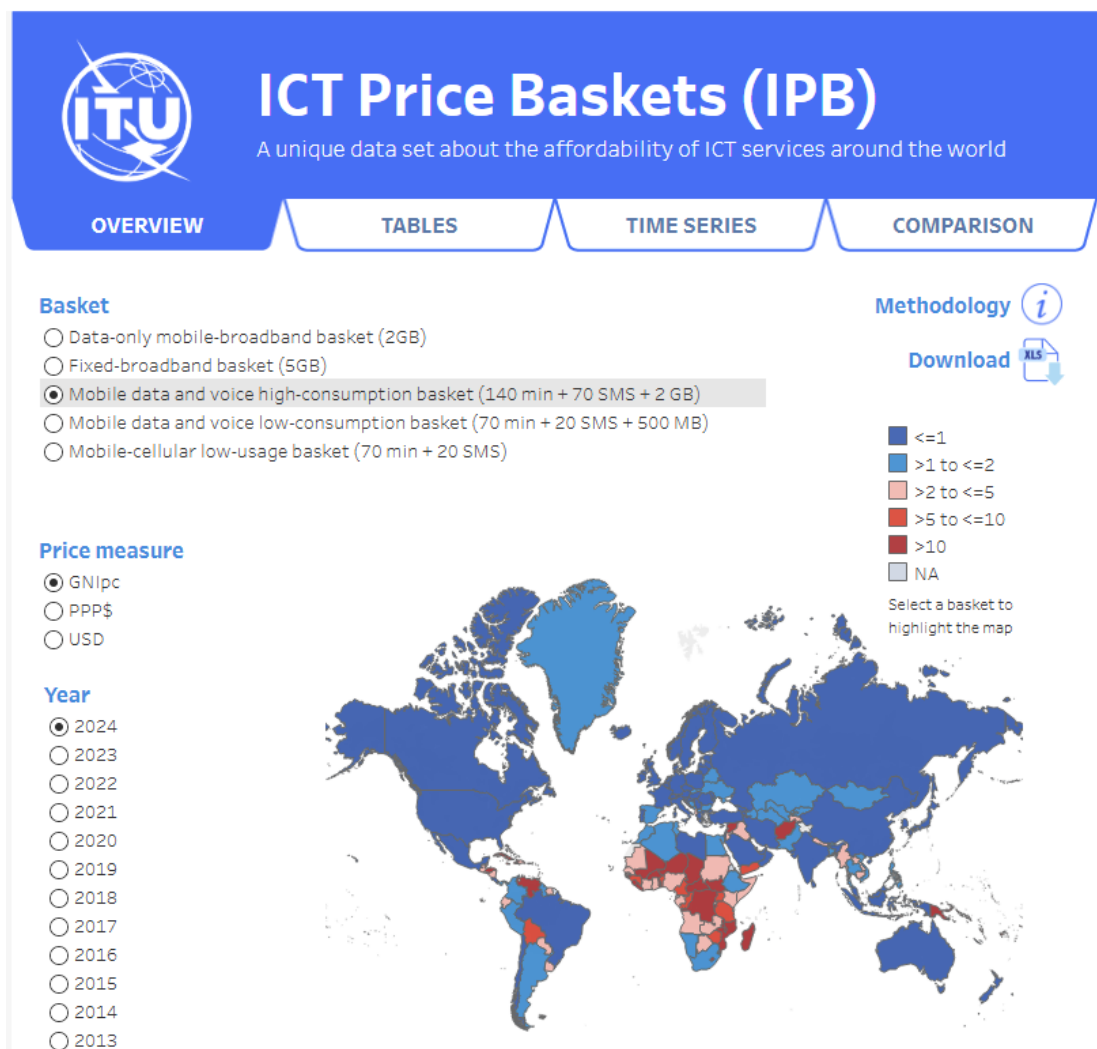 ITU
ICT Price Baskets (IPB)
A unique data set about the affordability of ICT services around the world
OVERVIEW
TABLES
TIME SERIES
COMPARISON
Basket
Data-only mobile-broadband basket (2GB)
Fixed-broadband basket (5GB)
Mobile data and voice high-consumption basket (140 min + 70 SMS + 2 GB)
Mobile data and voice low-consumption basket (70 min + 20 SMS + 500 MB)
Mobile-cellular low-usage basket (70 min + 20 SMS)
Methodology i
Download XLS
<=1
>1 to <=2
>2 to <=5
>5 to <=10
>10
NA
Select a basket to
highlight the map
Price measure
GNIpc
PPP$
USD
Year
2024
2023
2022
2021
2020
2019
2018
2017
2016
2015
2014
2013